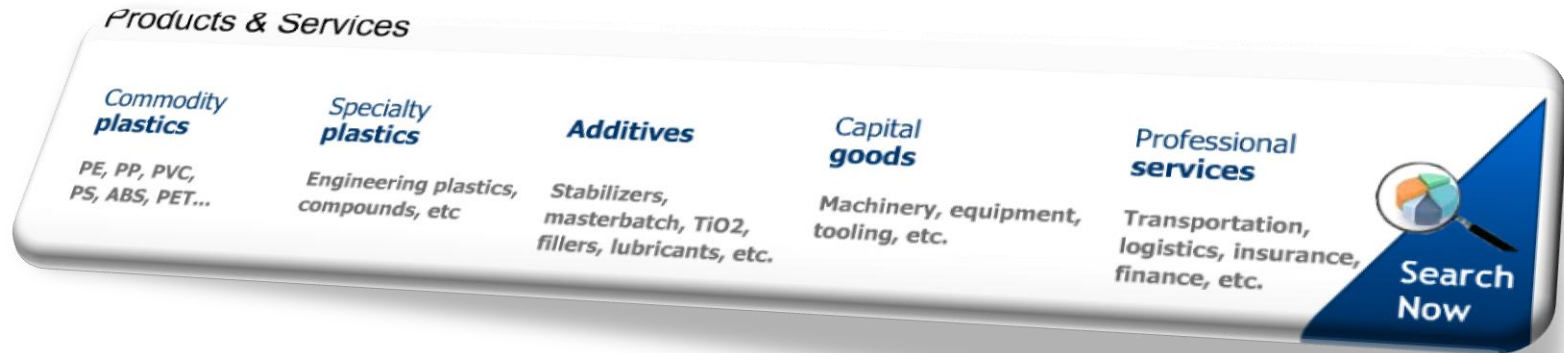 Products & Services
Commodity
plastics
PE, PP, PVC,
PS, ABS, PET...
Specialty
plastics
Engineering plastics,
compounds, etc
Additives
Stabilizers,
masterbatch, TiO2,
fillers, lubricants, etc.
Capital
goods
Machinery, equipment,
tooling, etc.
Professional
services
Transportation,
logistics, insurance,
finance, etc.
Search
Now